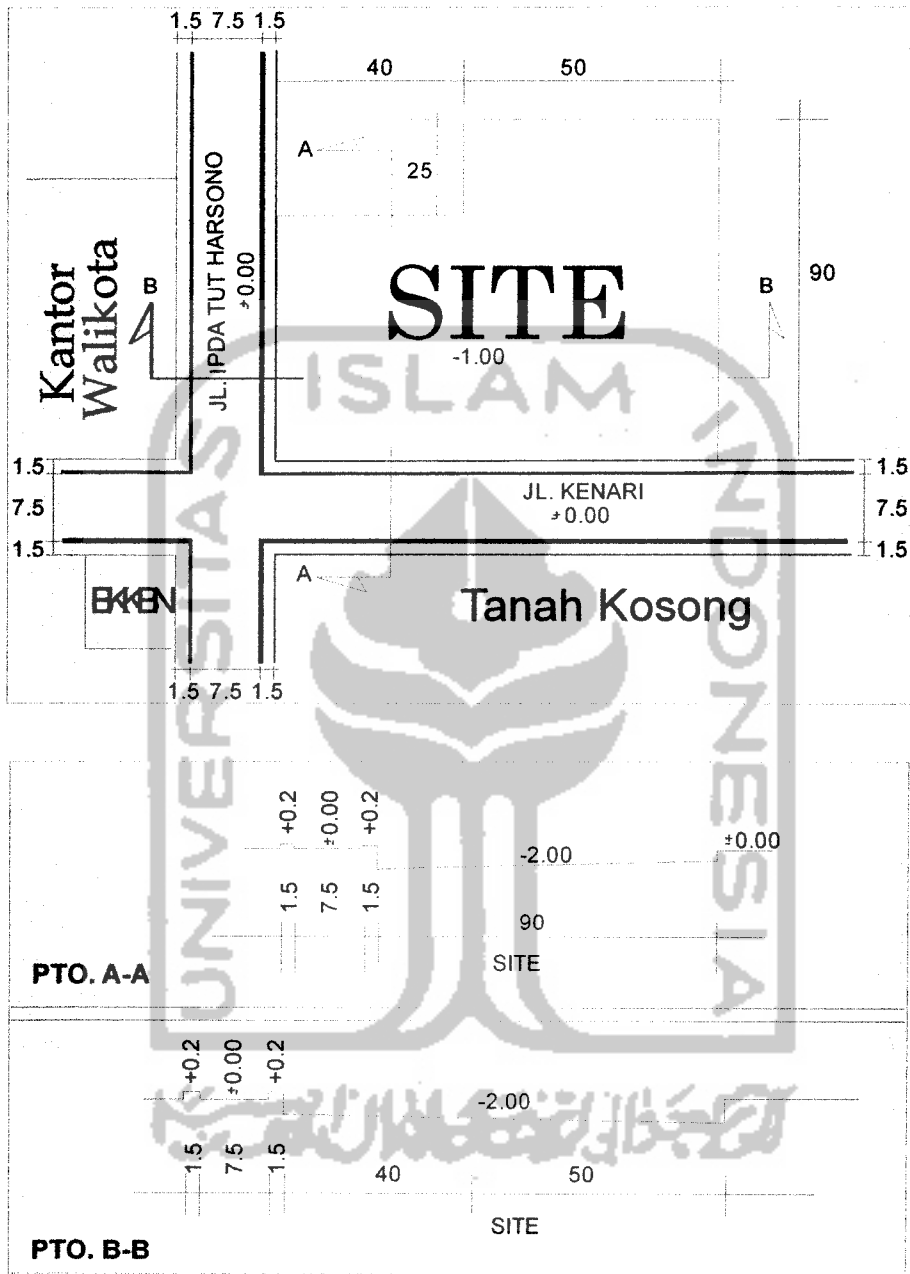 1.5 7.5 1.5
40 50
A
25
JL. IPDA TUT HARSONO
±0.00
Kantor
Walikota
B
SITE
-1.00
B
90
1.5
7.5
1.5
JL. KENARI
±0.00
1.5
7.5
1.5
BKKBN
A
Tanah Kosong
1.5 7.5 1.5
UNIVERSITAS ISLAM INDONESIA
+0.2
±0.00
+0.2
-2.00
±0.00
1.5
7.5
1.5
90
SITE
PTO. A-A
+0.2
±0.00
+0.2
-2.00
1.5
7.5
1.5
40 50
SITE
PTO. B-B